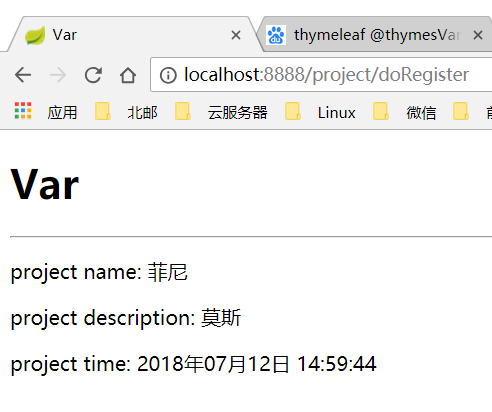 Var
thymeleaf @thymesVar
localhost:8888/project/doRegister
应用 北邮 云服务器 Linux 微信
Var
project name: 菲尼
project description: 莫斯
project time: 2018年07月12日 14:59:44